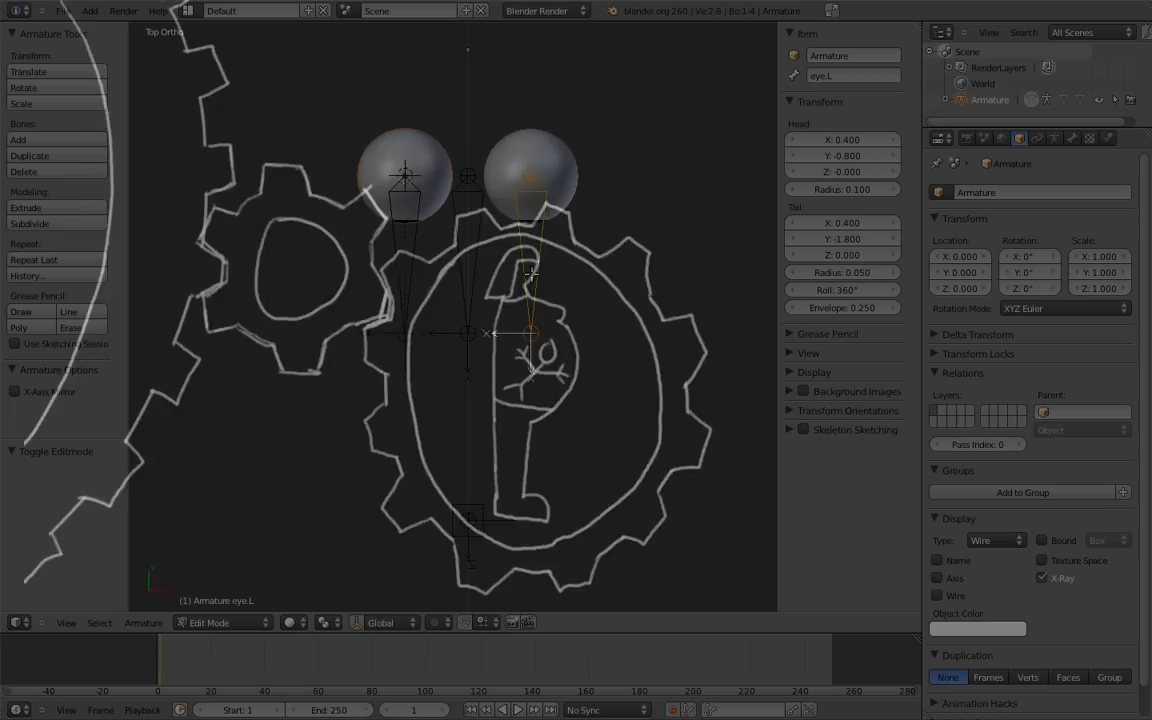 File Add Render Help Default Scene Blender Render blender.org 260 | Ve:2-8 | Bo:1-4 | Armature
Armature Tools
Transform:
Translate
Rotate
Scale
Bones:
Add
Duplicate
Delete
Modeling:
Extrude
Subdivide
Repeat:
Repeat Last
History...
Grease Pencil:
Draw Line
Poly Erase
Use Sketching Sessio
Armature Options
X-Axis Mirror
Toggle Editmode
Top Ortho
(1) Armature eye.L
Item
Armature
eye.L
Transform
Head:
X: 0.400
Y: -0.800
Z: -0.000
Radius: 0.100
Tail:
X: 0.400
Y: -1.800
Z: 0.000
Radius: 0.050
Roll: 360°
Envelope: 0.250
Grease Pencil
View
Display
Background Images
Transform Orientations
Skeleton Sketching
View Search All Scenes
Scene
RenderLayers
World
Armature
Armature
Armature
Transform
Location: Rotation: Scale:
X: 0.000 X: 0° X: 1.000
Y: 0.000 Y: 0° Y: 1.000
Z: 0.000 Z: 0° Z: 1.000
Rotation Mode: XYZ Euler
Delta Transform
Transform Locks
Relations
Layers: Parent:
Object
Pass Index: 0
Groups
Add to Group
Display
Type: Wire Bound Box
Name Texture Space
Axis X-Ray
Wire
Object Color:
Duplication
None Frames Verts Faces Group
Animation Hacks
View Select Armature Edit Mode Global
-40 -20 0 20 40 60 80 100 120 140 160 180 200 220 240 260 280
View Frame Playback Start: 1 End: 250 1 No Sync